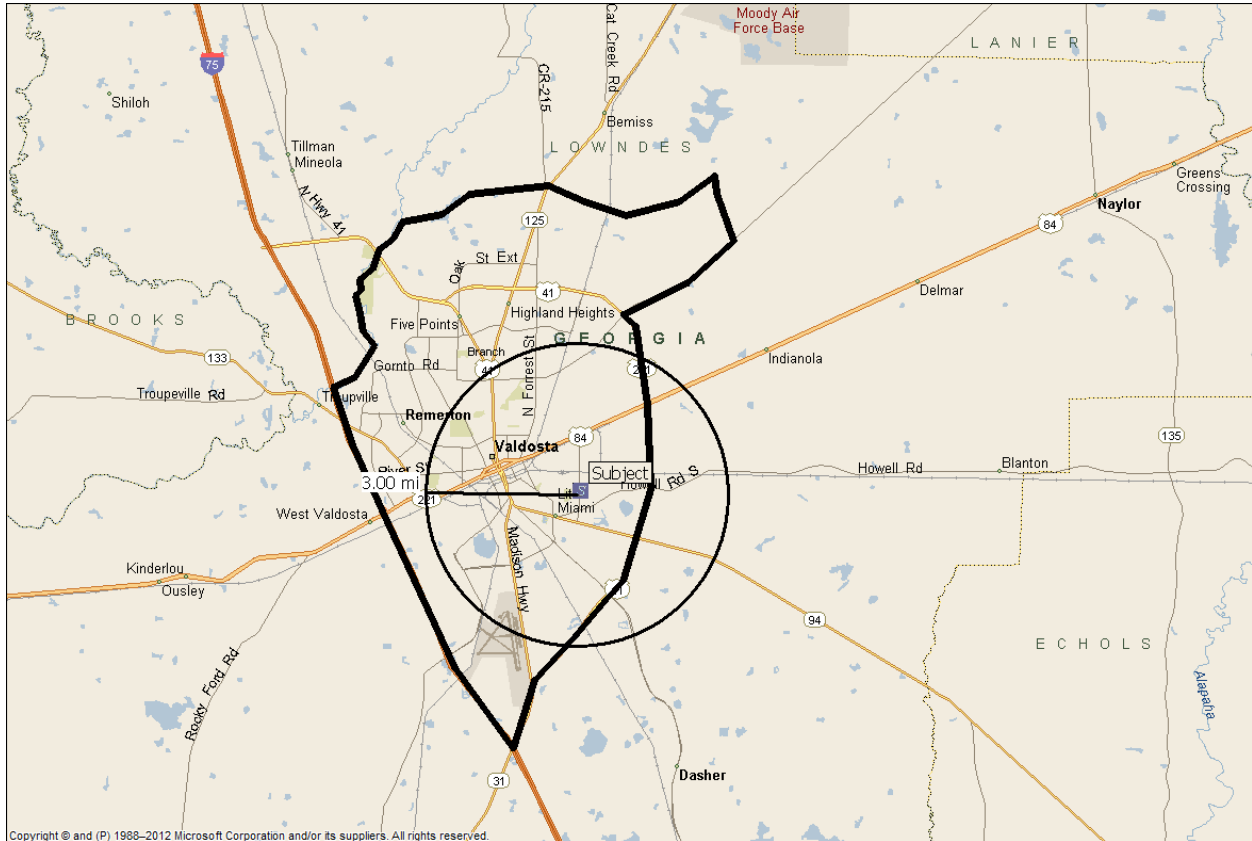 Moody Air
Force Base
LANIER
75
Cat Creek Rd
CR-215
Shiloh
Bemiss
Tillman
Mineola
LOWNDES
Greens
Crossing
N Hwy 41
Naylor
125
84
Oak
St Ext
41
Delmar
Highland Heights
BROOKS
Five Points
GEORGIA
133
Branch
Indianola
N Forrest St
Gornto Rd
41
221
Troupeville Rd
Troupville
Remerton
84
135
Valdosta
River St
Subject
Howell Rd
Blanton
3.00 mi
Howell Rd S
221
S
Miami
West Valdosta
Madison Hwy
Kinderlou
Ousley
94
ECHOLS
Rocky Ford Rd
Alapaha
31
Dasher
Copyright © and (P) 1988–2012 Microsoft Corporation and/or its suppliers. All rights reserved.